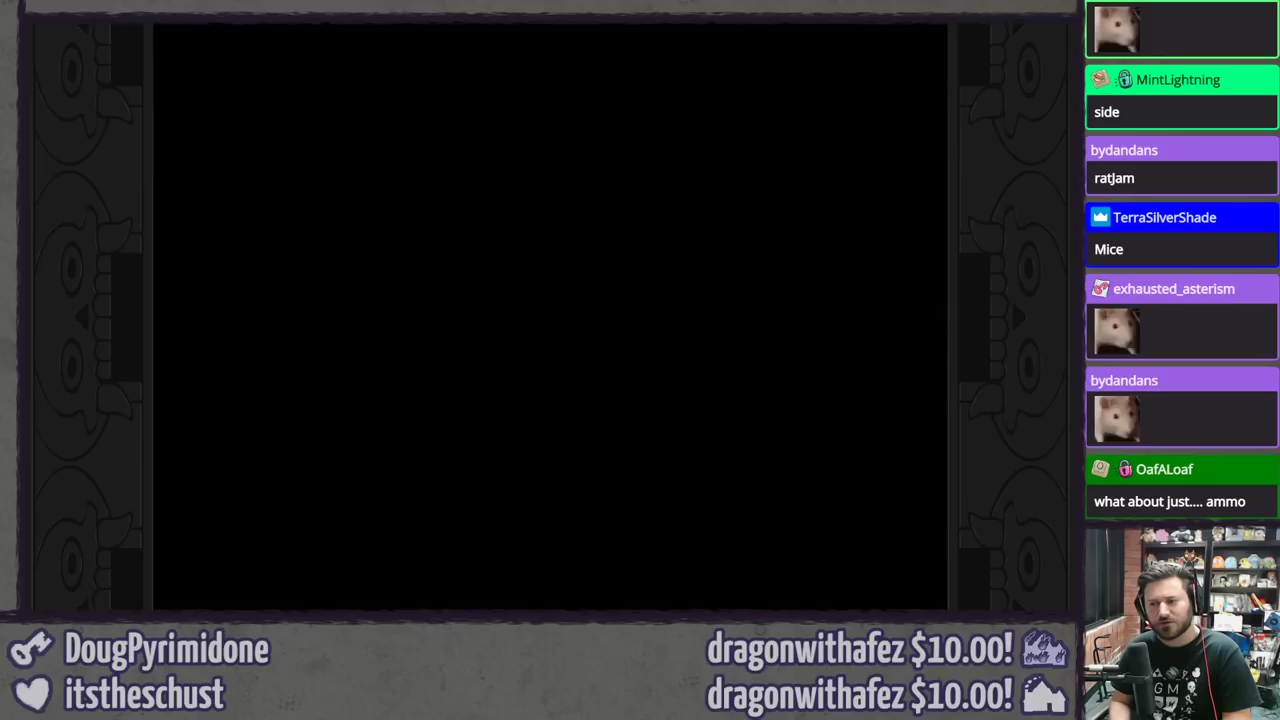 MintLightning
side
bydandans
ratJam
TerraSilverShade
Mice
exhausted_asterism
bydandans
OafALoaf
what about just.... ammo
DougPyrimidone
dragonwithafez $10.00!
itstheschust
dragonwithafez $10.00!
GM